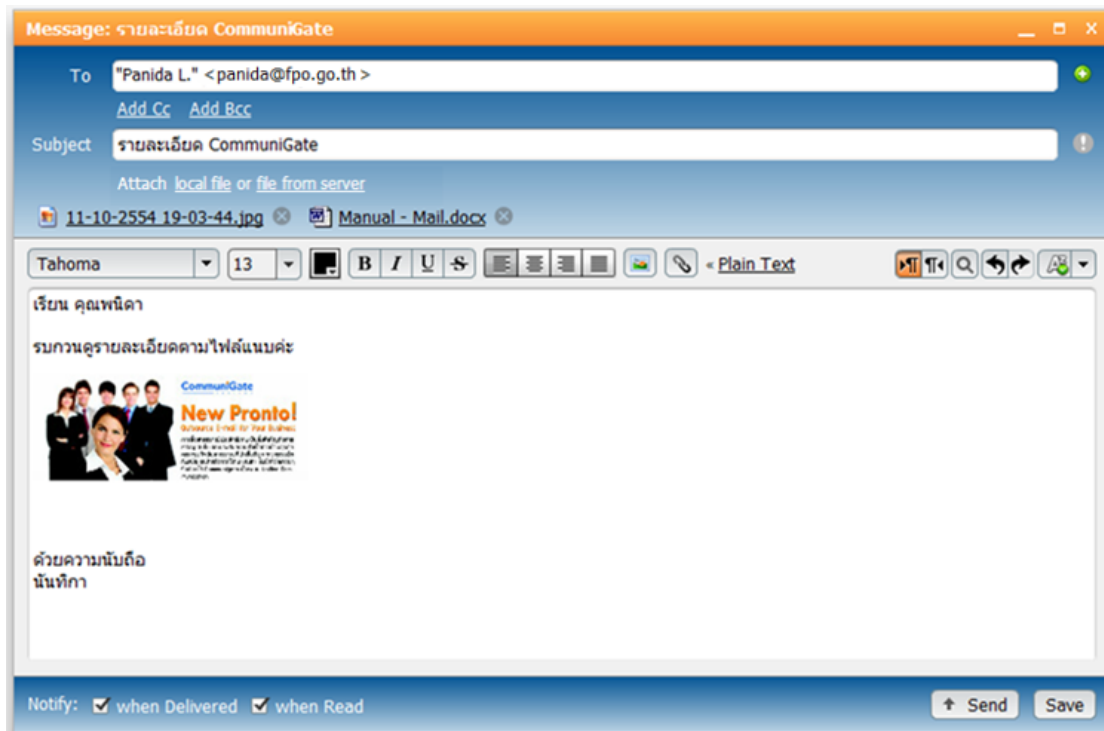 Message: รายละเอียด CommuniGate
To "Panida L." <panida@fpo.go.th >
Add Cc Add Bcc
Subject รายละเอียด CommuniGate
Attach local file or file from server
11-10-2554 19-03-44.jpg Manual - Mail.docx
Tahoma 13 B I U S « Plain Text
เรียน คุณพนิดา
รบกวนดูรายละเอียดตามไฟล์แนบค่ะ
CommuniGate
New Pronto!
Outsource E-mail for Your Business
ด้วยความนับถือ
นันทิกา
Notify: when Delivered when Read Send Save